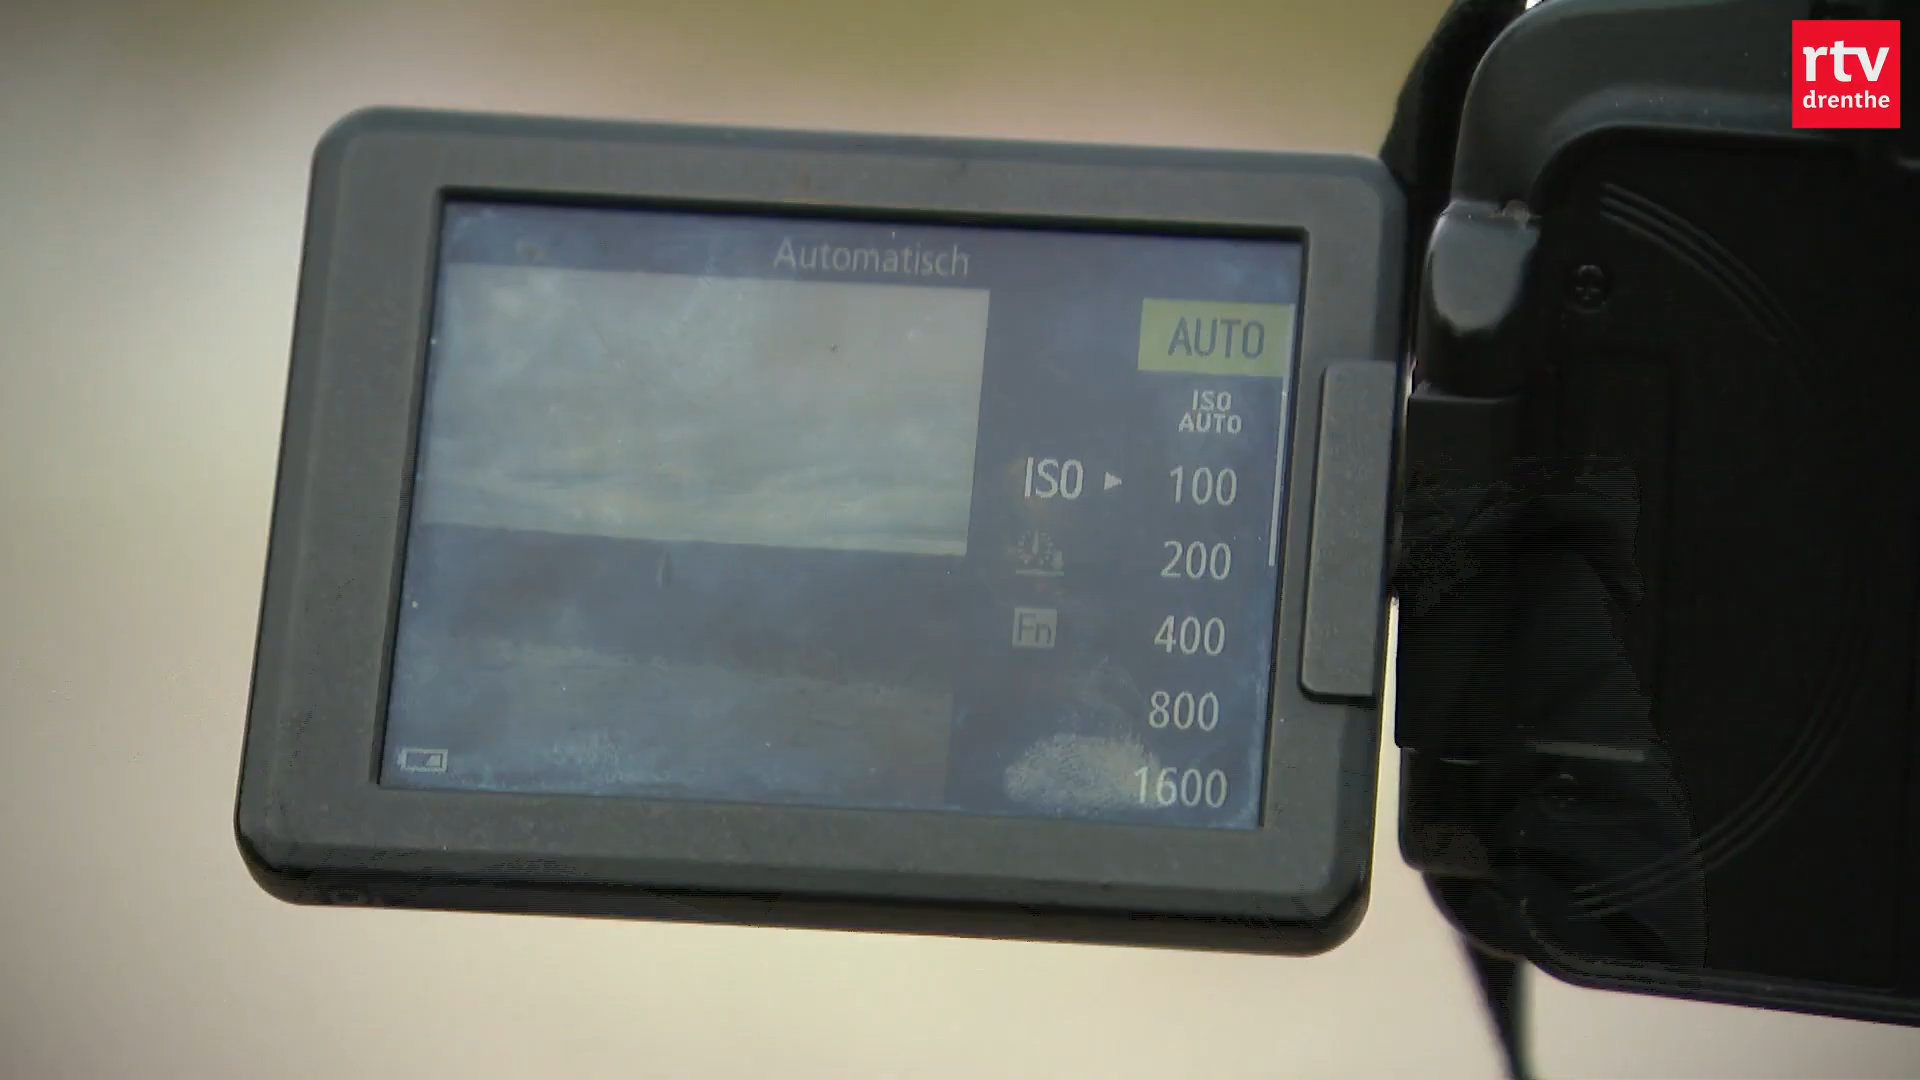 rtv
drenthe
Automatisch
AUTO
ISO
AUTO
ISO ▸ 100
200
Fn 400
800
1600